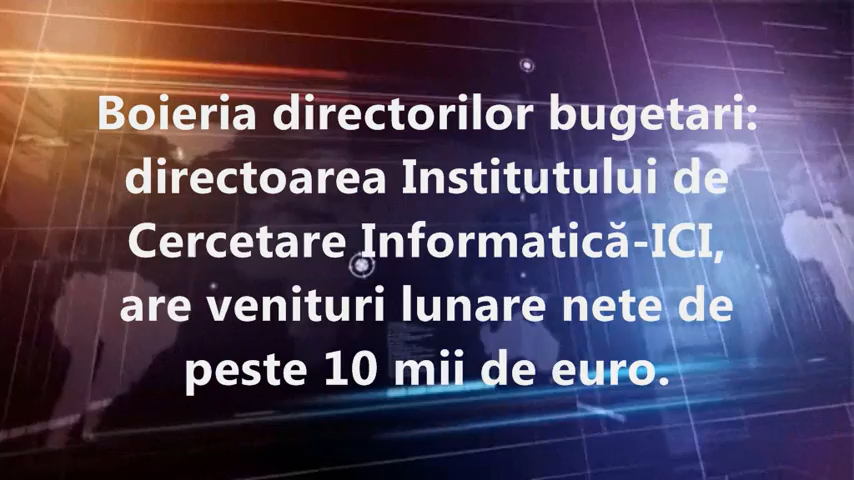 Boieria directorilor bugetari:
directoarea Institutului de
Cercetare Informatică-ICI,
are venituri lunare nete de
peste 10 mii de euro.